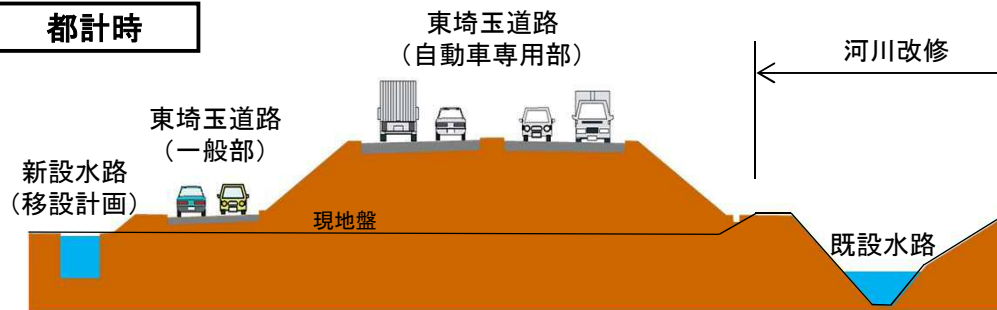 都計時
東埼玉道路
（自動車専用部）
河川改修
東埼玉道路
（一般部）
新設水路
（移設計画）
現地盤
既設水路